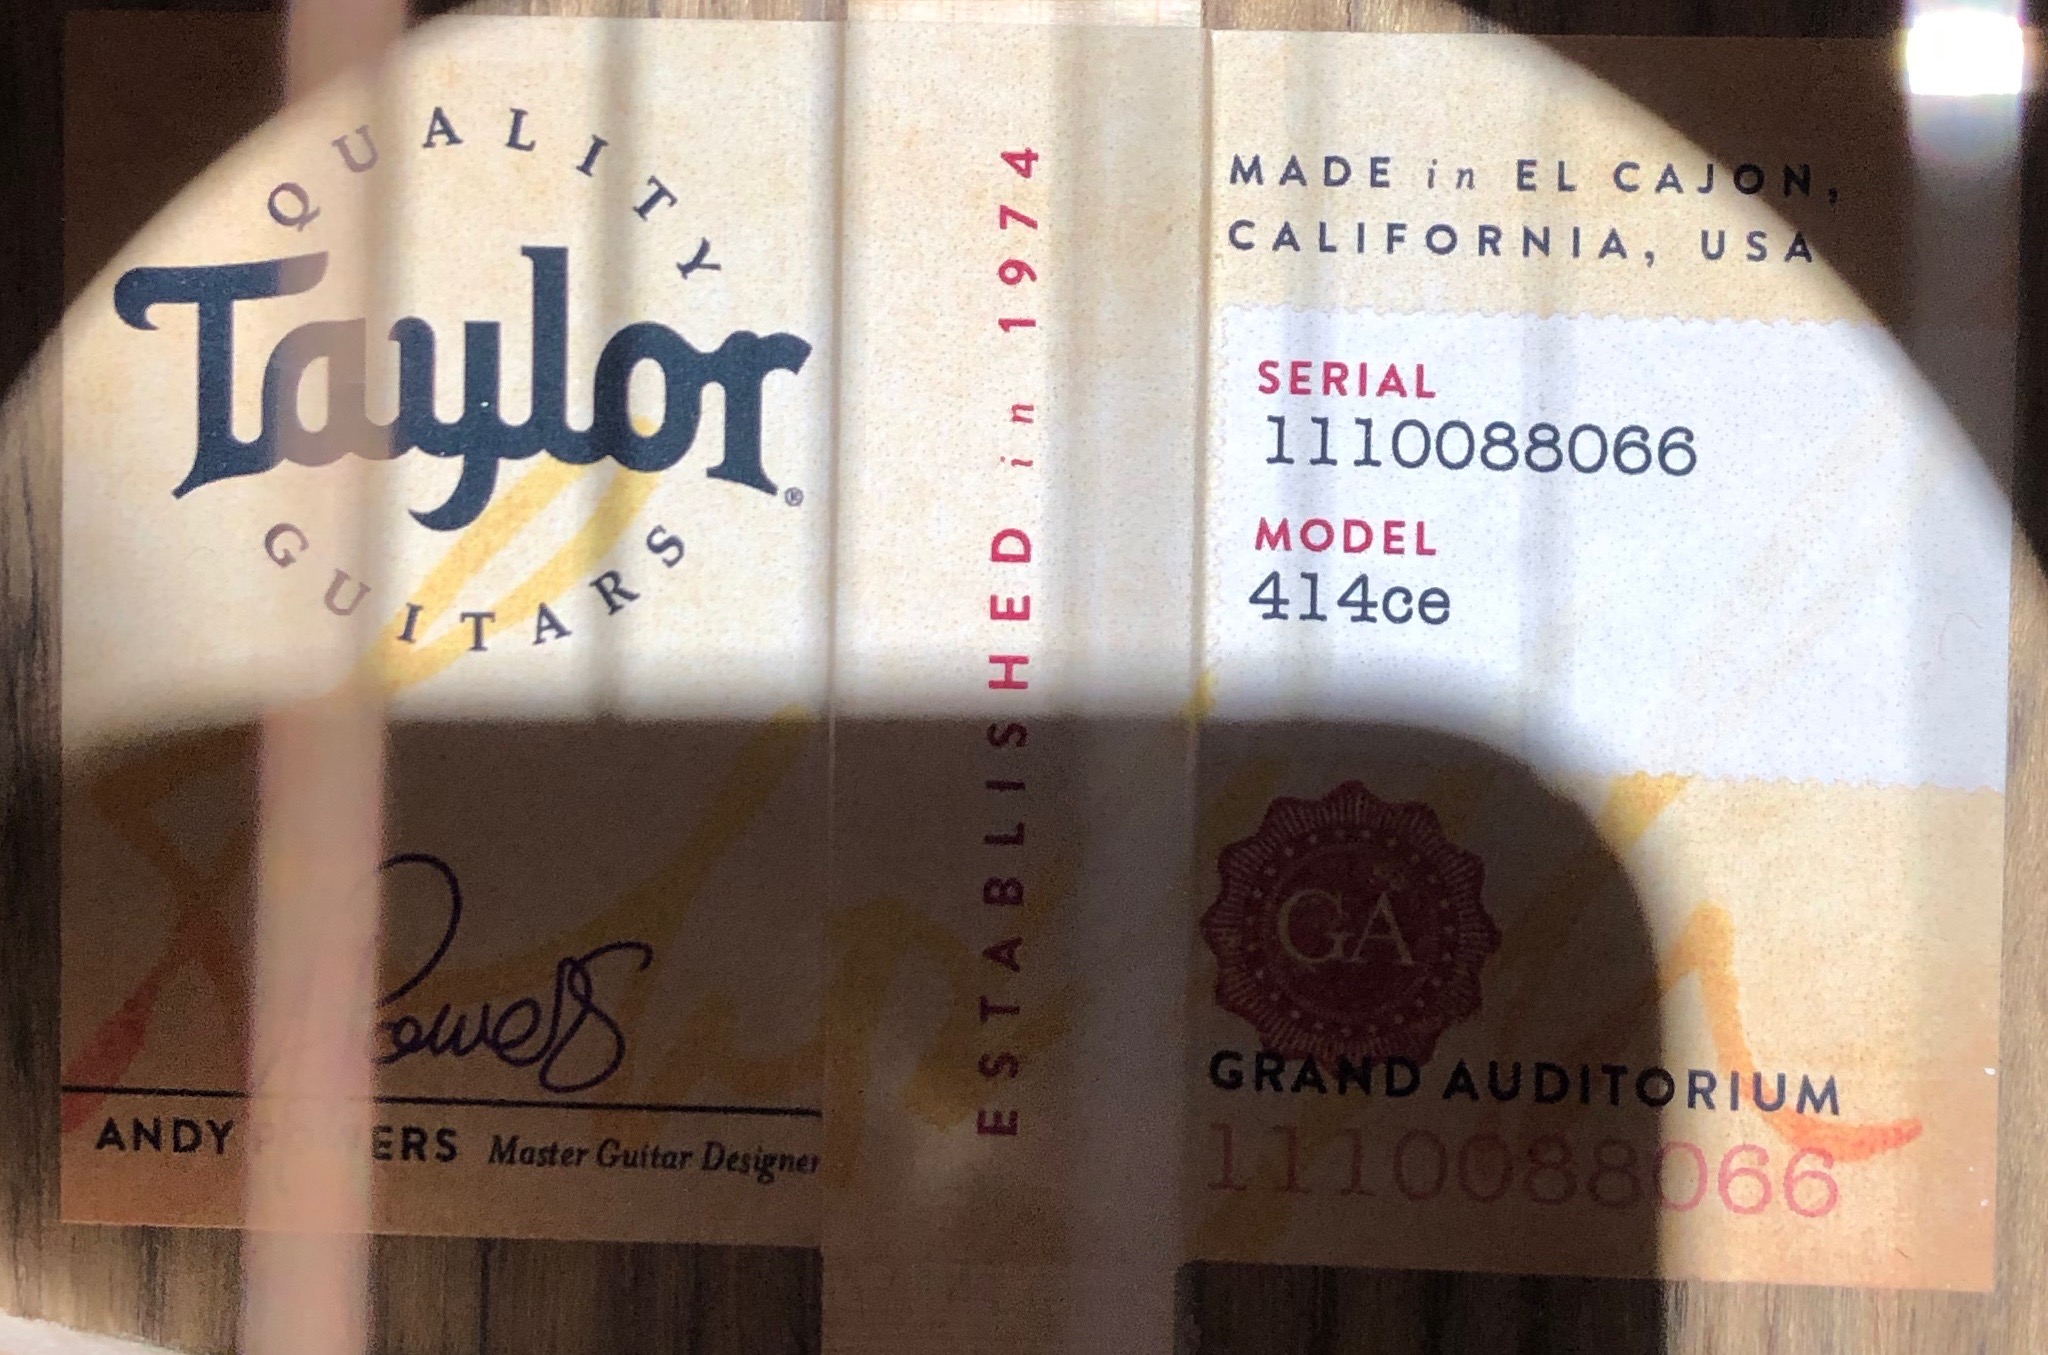 QUALITY
Taylor®
GUITARS
Powers
ANDY ERS Master Guitar Designer
ESTABLISHED in 1974
MADE in EL CAJON,
CALIFORNIA, USA
SERIAL
1110088066
MODEL
414ce
GA
GRAND AUDITORIUM
1110088066